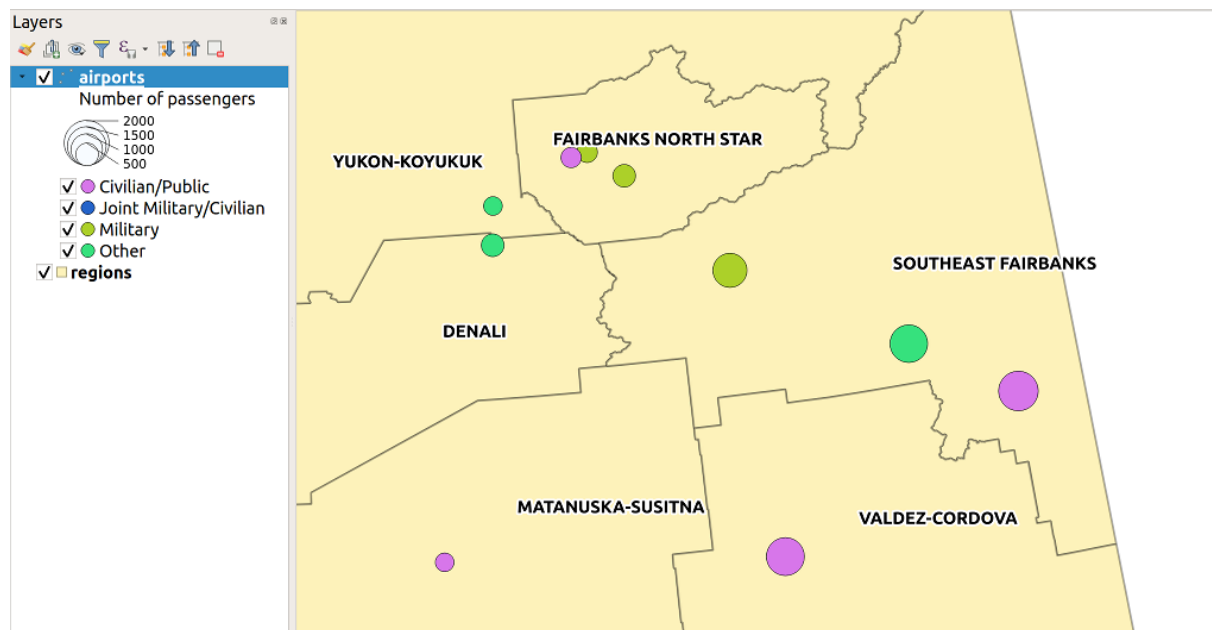 Layers
airports
Number of passengers
2000
1500
1000
500
Civilian/Public
Joint Military/Civilian
Military
Other
regions
FAIRBANKS NORTH STAR
YUKON-KOYUKUK
SOUTHEAST FAIRBANKS
DENALI
MATANUSKA-SUSITNA
VALDEZ-CORDOVA